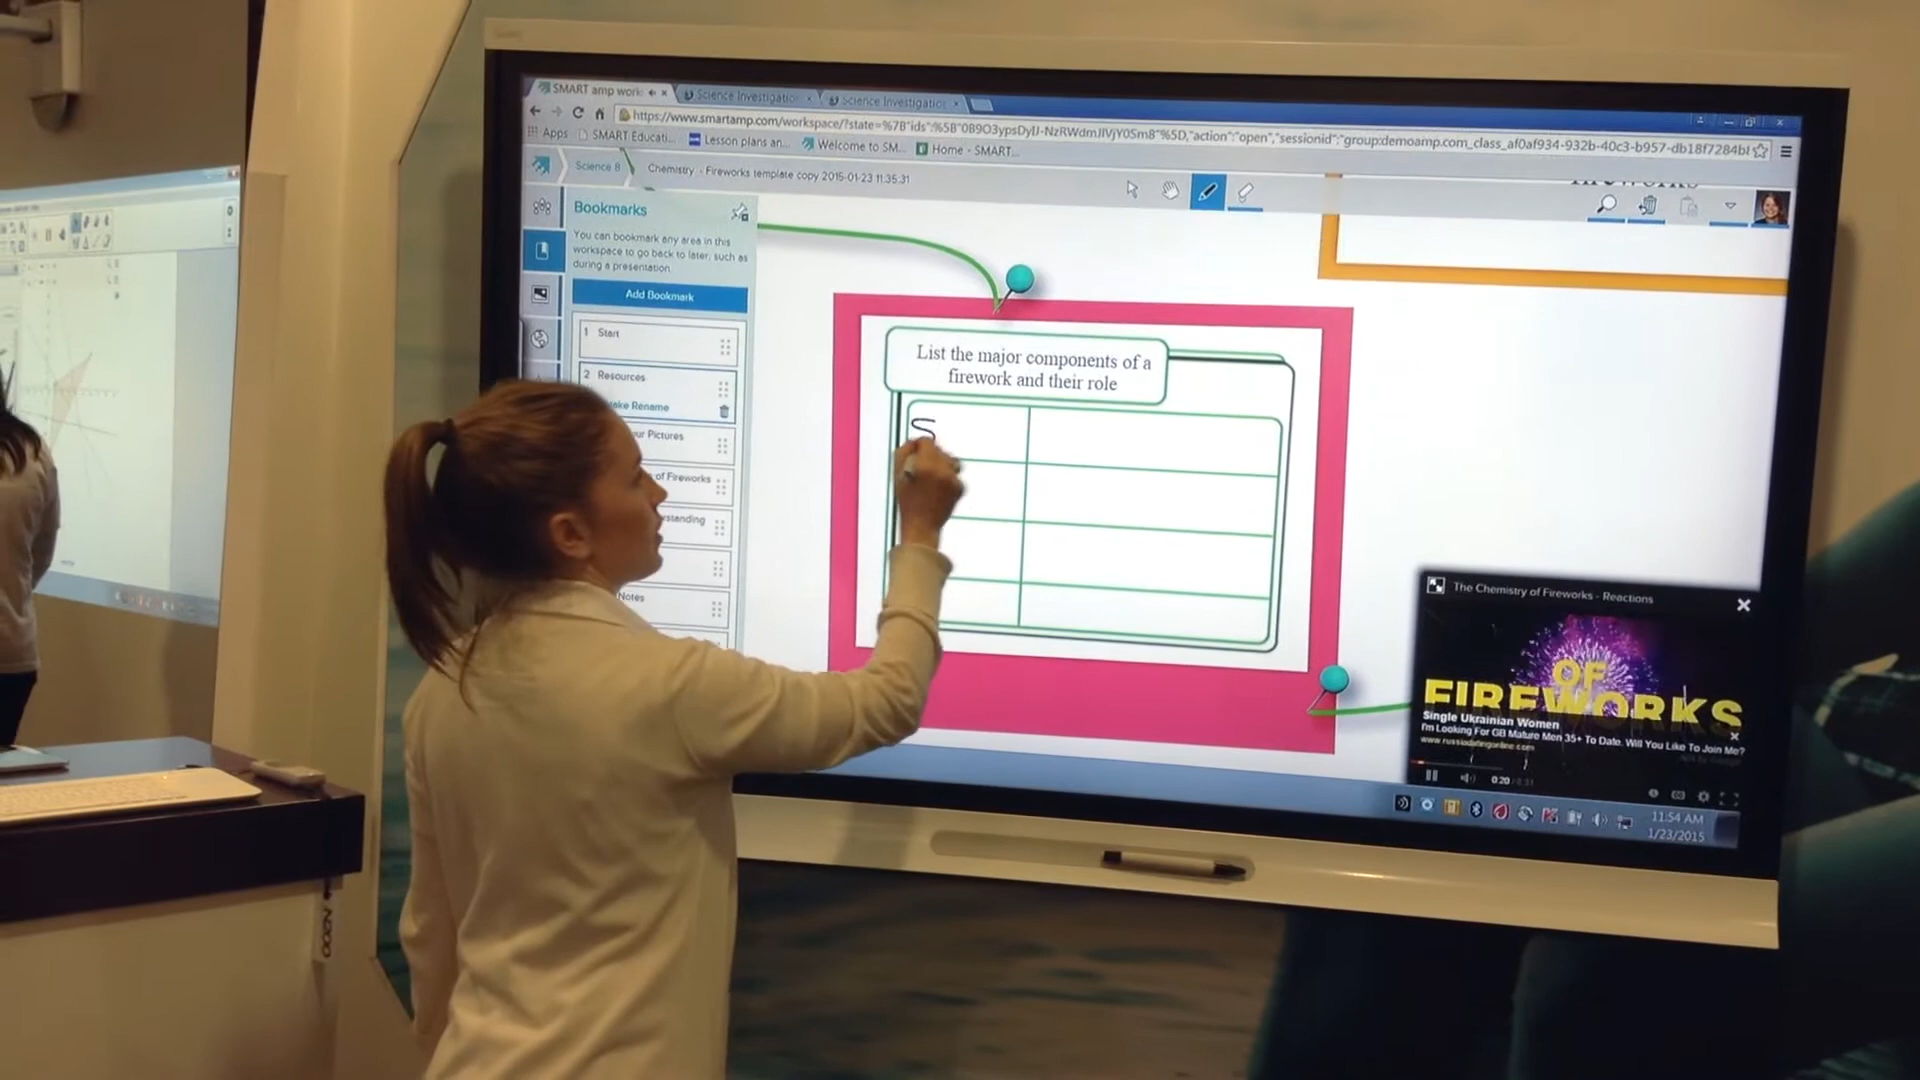 SMART amp work
Science Investigatio
Science Investigatio
https://www.smartamp.com/workspace/?state=%7B"ids":%5B"0B9O3ypsDyIJ-NzRWdmJIVjY0Sm8"%5D,"action":"open","sessionid":"group:demoamp.com_class_af0af934-932b-40c3-b957-db18f7284b
Apps
SMART Educati...
Lesson plans an...
Welcome to SM...
Home - SMART...
Science 8
Chemistry - Fireworks template copy 2015-01-23 11:35:31
Bookmarks
You can bookmark any area in this
workspace to go back to later, such as
during a presentation.
Add Bookmark
1 Start
2 Resources
Rename
Pictures
of Fireworks
Notes
List the major components of a
firework and their role
S
The Chemistry of Fireworks - Reactions
OF
FIREWORKS
Single Ukrainian Women
I'm Looking For GB Mature Men 35+ To Date. Will You Like To Join Me?
www.russiadatingonline.com
0:20
11:54 AM
1/23/2015